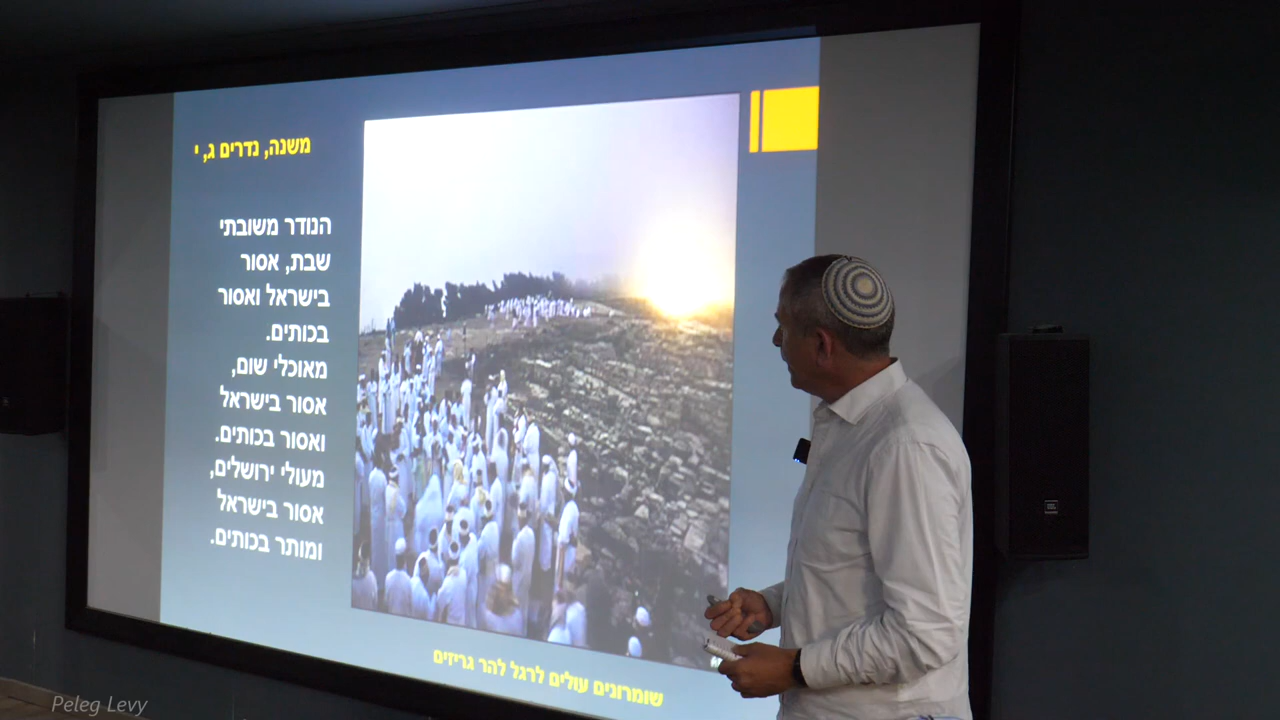 משנה, נדרים ג, י
הנודר משובתי
שבת, אסור
בישראל ואסור
בכותים.
מאוכלי שום,
אסור בישראל
ואסור בכותים.
מעולי ירושלים,
אסור בישראל
ומותר בכותים.
שומרונים עולים לרגל להר גריזים
Peleg Levy